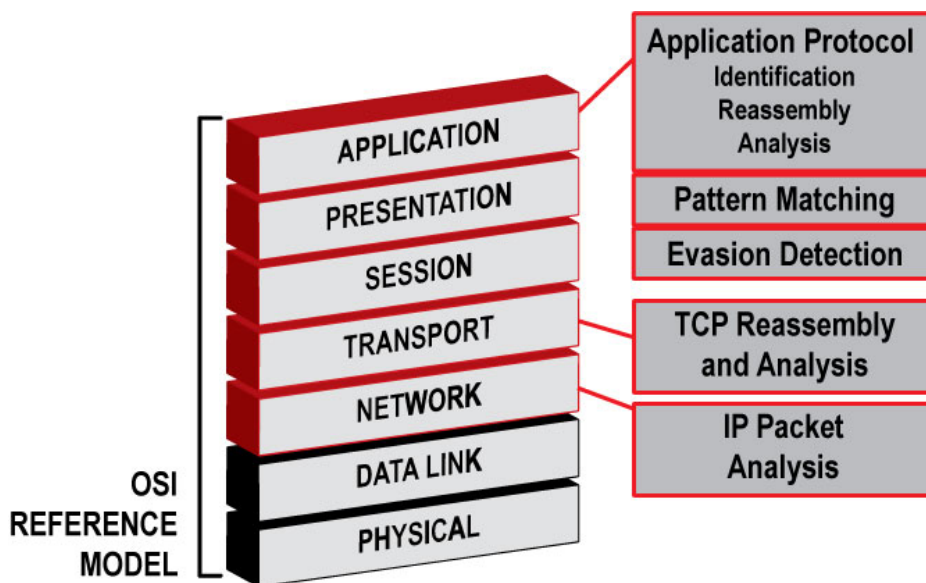 APPLICATION
PRESENTATION
SESSION
TRANSPORT
NETWORK
DATA LINK
PHYSICAL
OSI
REFERENCE
MODEL
Application Protocol
Identification
Reassembly
Analysis
Pattern Matching
Evasion Detection
TCP Reassembly
and Analysis
IP Packet
Analysis